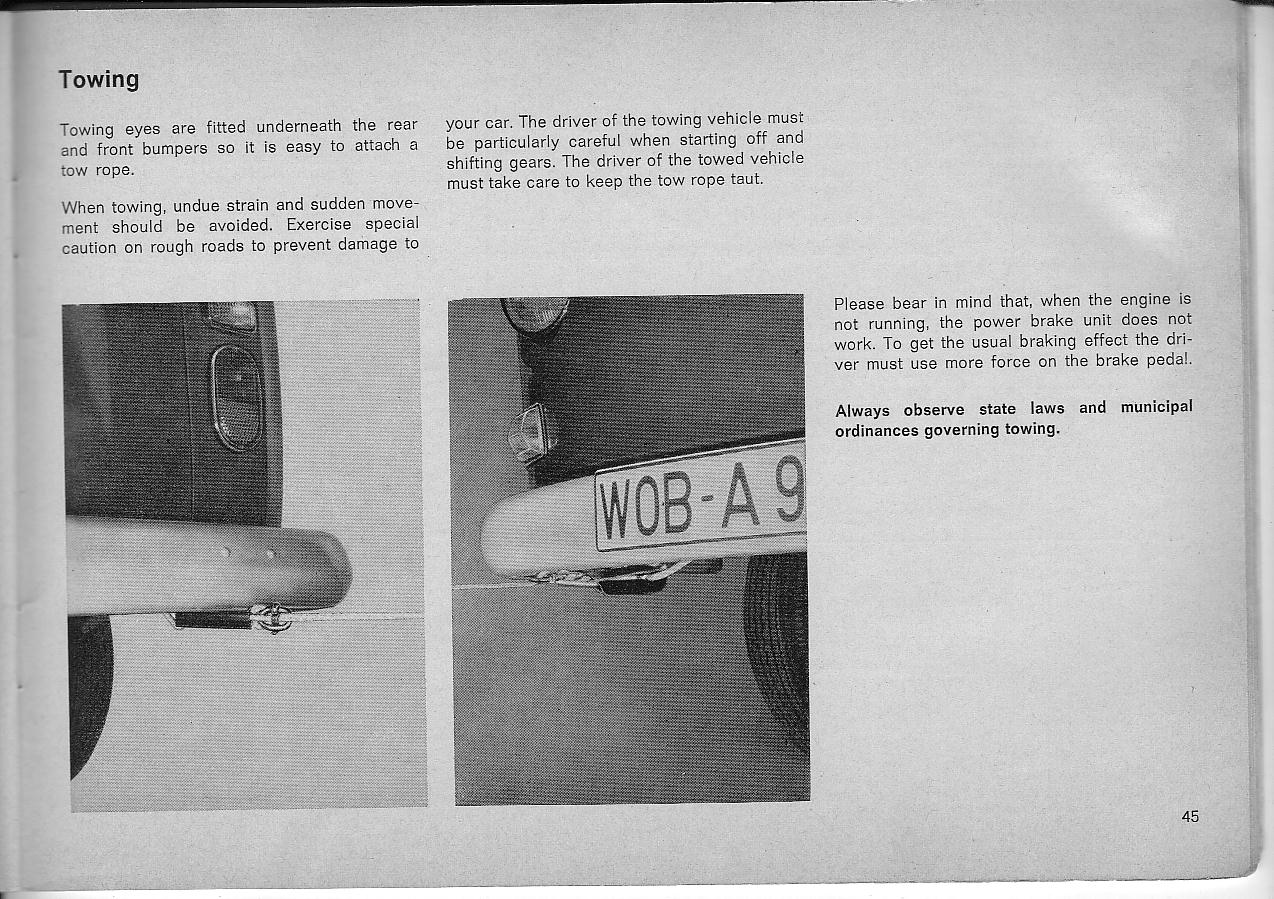 Towing
Towing eyes are fitted underneath the rear
and front bumpers so it is easy to attach a
tow rope.
When towing, undue strain and sudden move-
ment should be avoided. Exercise special
caution on rough roads to prevent damage to
your car. The driver of the towing vehicle must
be particularly careful when starting off and
shifting gears. The driver of the towed vehicle
must take care to keep the tow rope taut.
WOB-A 9
Please bear in mind that, when the engine is
not running, the power brake unit does not
work. To get the usual braking effect the dri-
ver must use more force on the brake pedal.
Always observe state laws and municipal
ordinances governing towing.
45